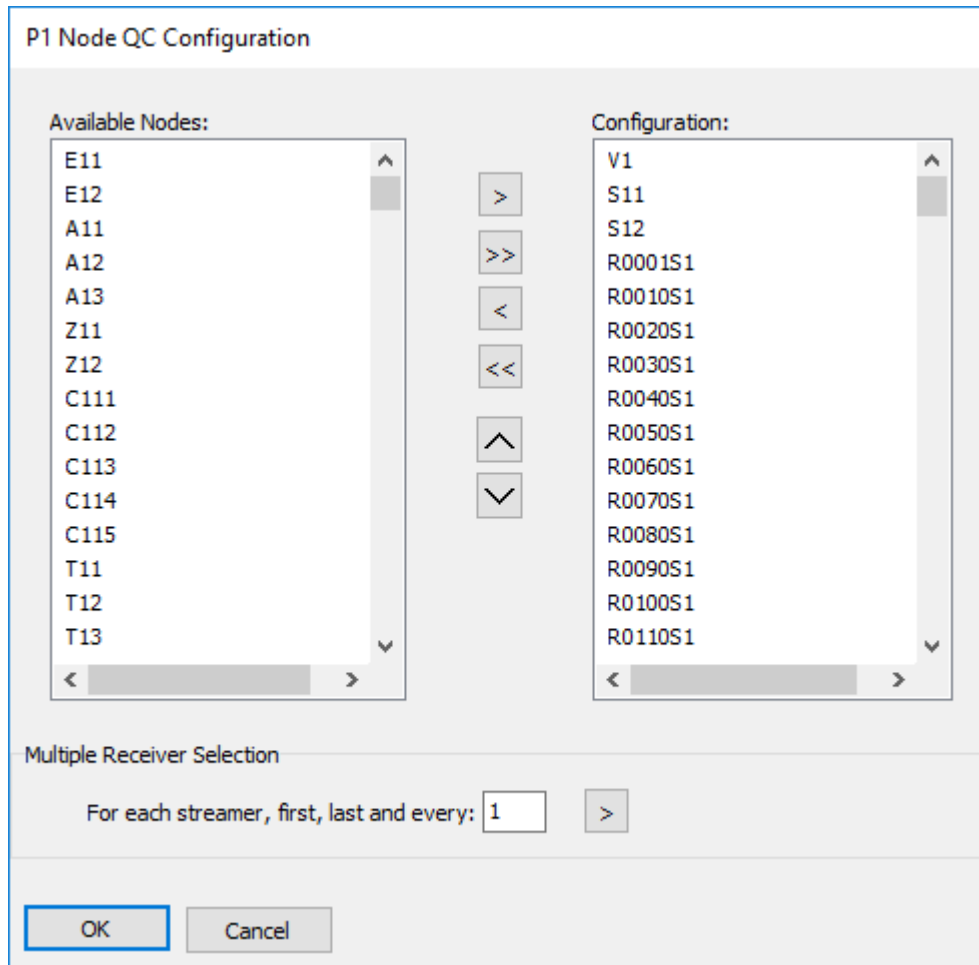 P1 Node QC Configuration
Available Nodes:
E11
E12
A11
A12
A13
Z11
Z12
C111
C112
C113
C114
C115
T11
T12
T13
>
>>
<
<<
Configuration:
V1
S11
S12
R0001S1
R0010S1
R0020S1
R0030S1
R0040S1
R0050S1
R0060S1
R0070S1
R0080S1
R0090S1
R0100S1
R0110S1
Multiple Receiver Selection
For each streamer, first, last and every: 1 >
OK Cancel